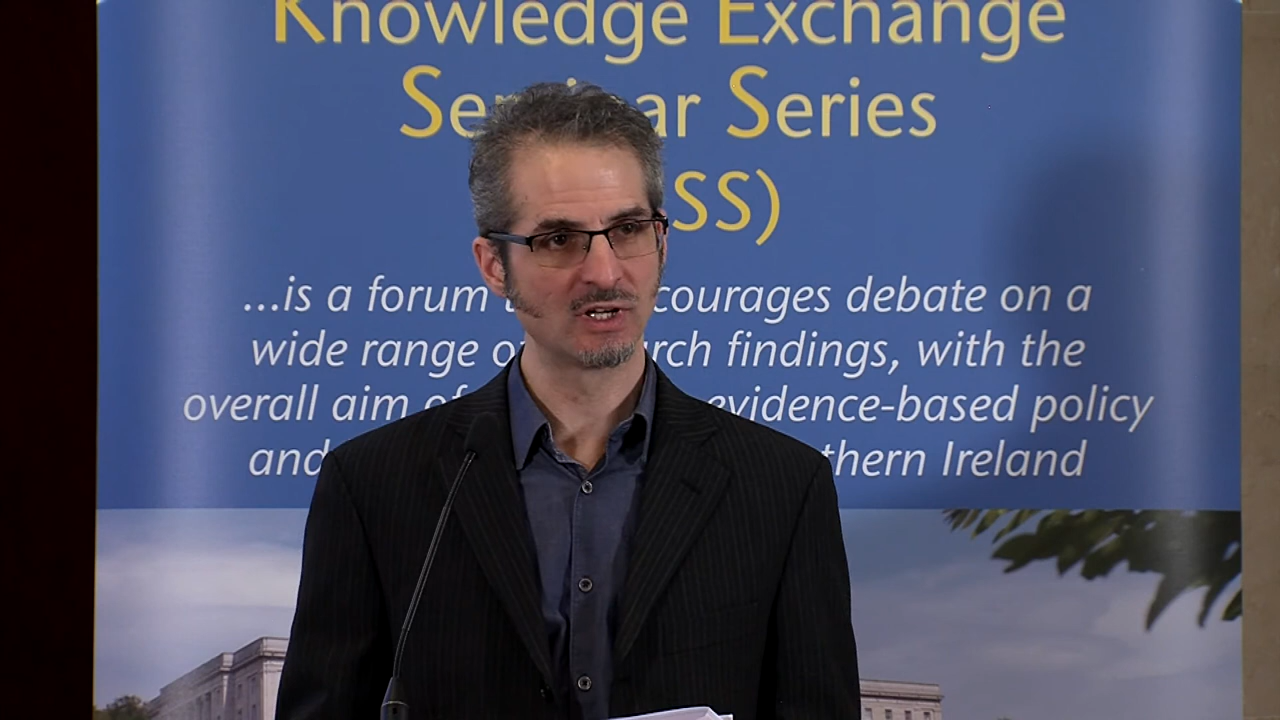 Knowledge Exchange
Se ar Series
SS)
...is a forum courages debate on a
wide range o rch findings, with the
overall aim of evidence-based policy
and thern Ireland